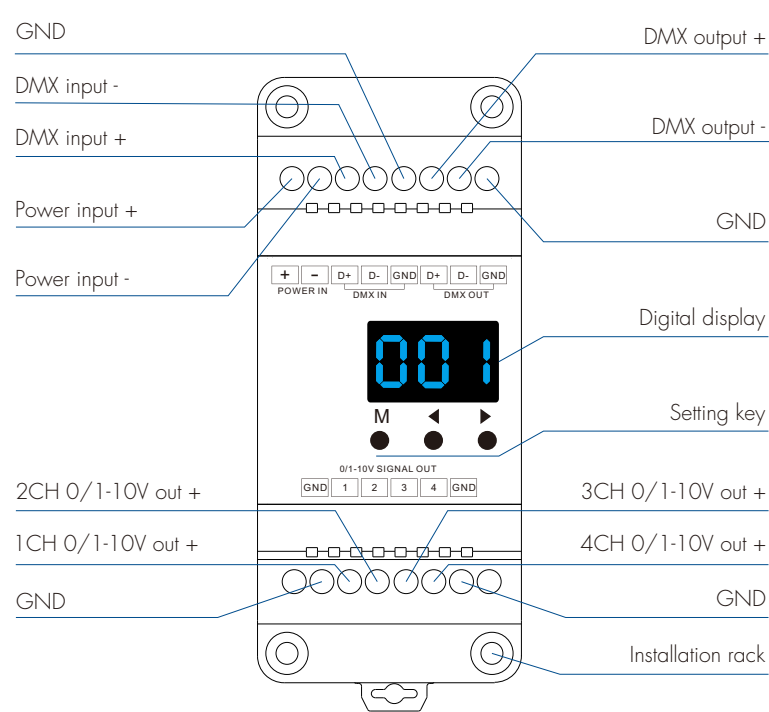 GND
DMX output +
DMX input -
DMX input +
DMX output -
Power input +
GND
Power input -
+ - D+ D- GND D+ D- GND
POWER IN DMX IN DMX OUT
Digital display
001
M ◀ ▶
Setting key
0/1-10V SIGNAL OUT
GND 1 2 3 4 GND
2CH 0/1-10V out +
3CH 0/1-10V out +
1CH 0/1-10V out +
4CH 0/1-10V out +
GND
GND
Installation rack